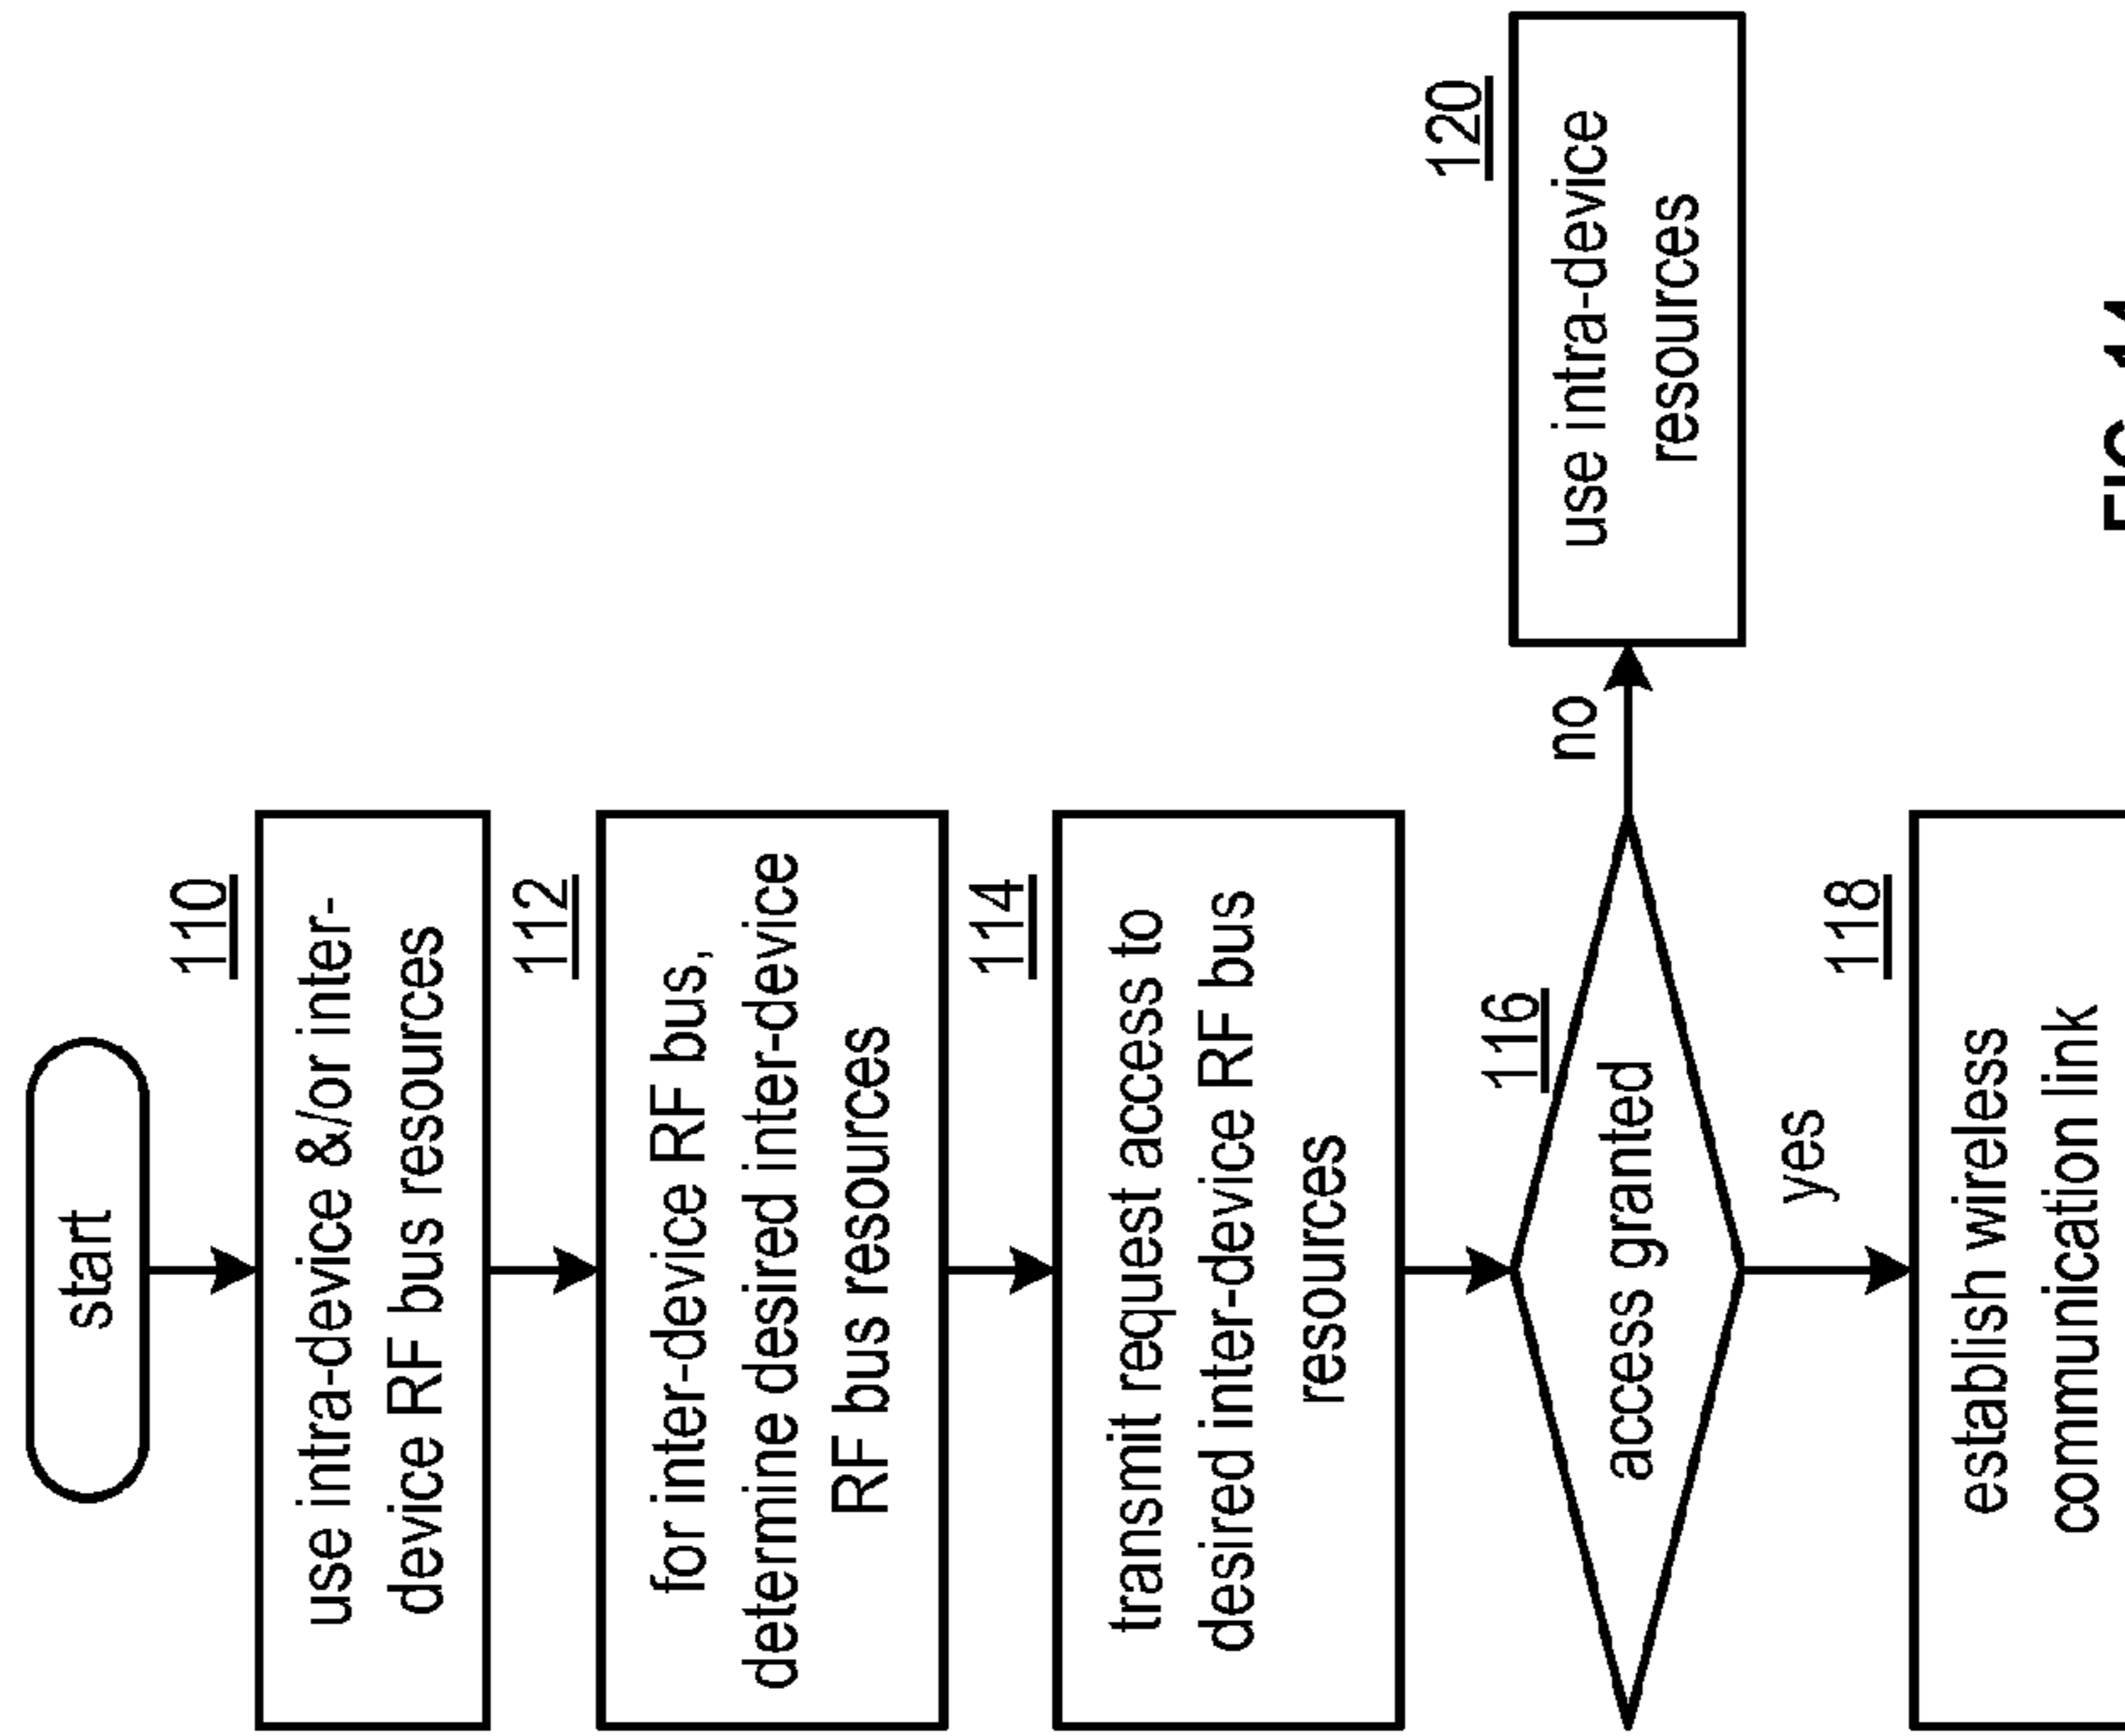 start
110
use intra-device &/or inter-
device RF bus resources
112
for inter-device RF bus,
determine desired inter-device
RF bus resources
114
transmit request access to
desired inter-device RF bus
resources
116
access granted
no
120
use intra-device
resources
yes
118
establish wireless
communication link
FIG